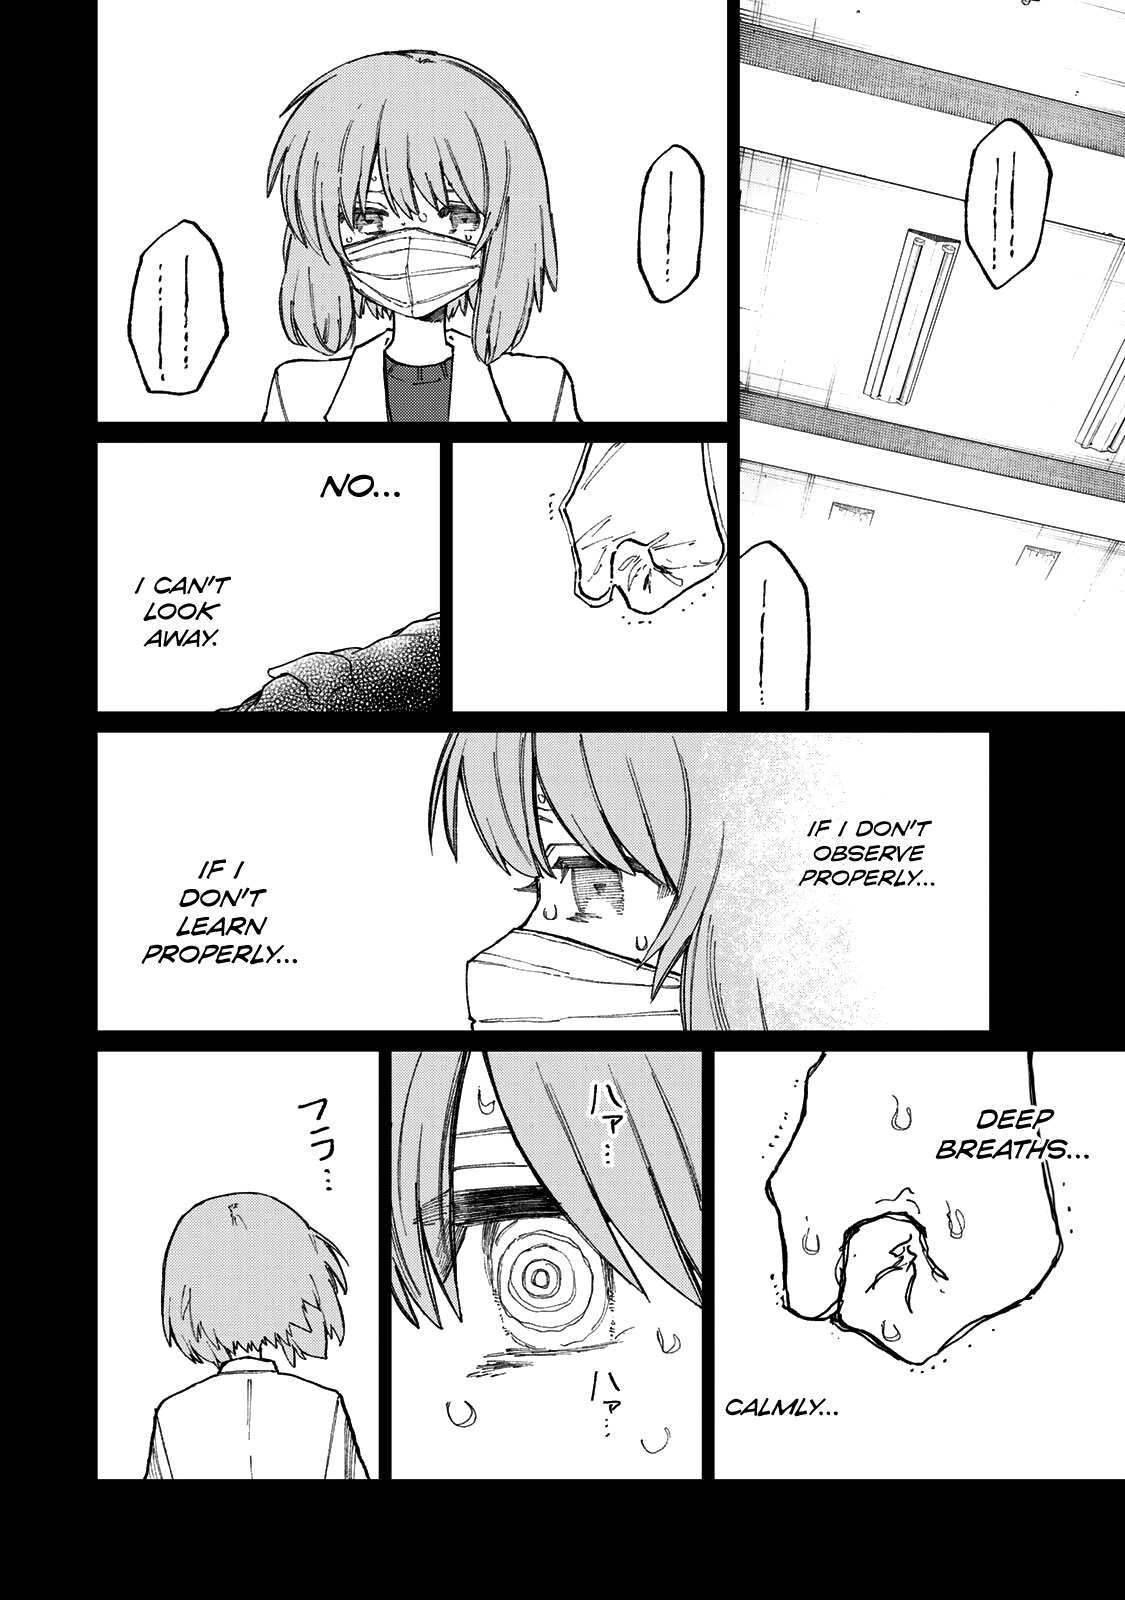 NO...
I CAN'T
LOOK
AWAY.
IF I DON'T
OBSERVE
PROPERLY...
IF I
DON'T
LEARN
PROPERLY...
DEEP
BREATHS...
CALMLY...
ハァ…
ハァ…
フラ…